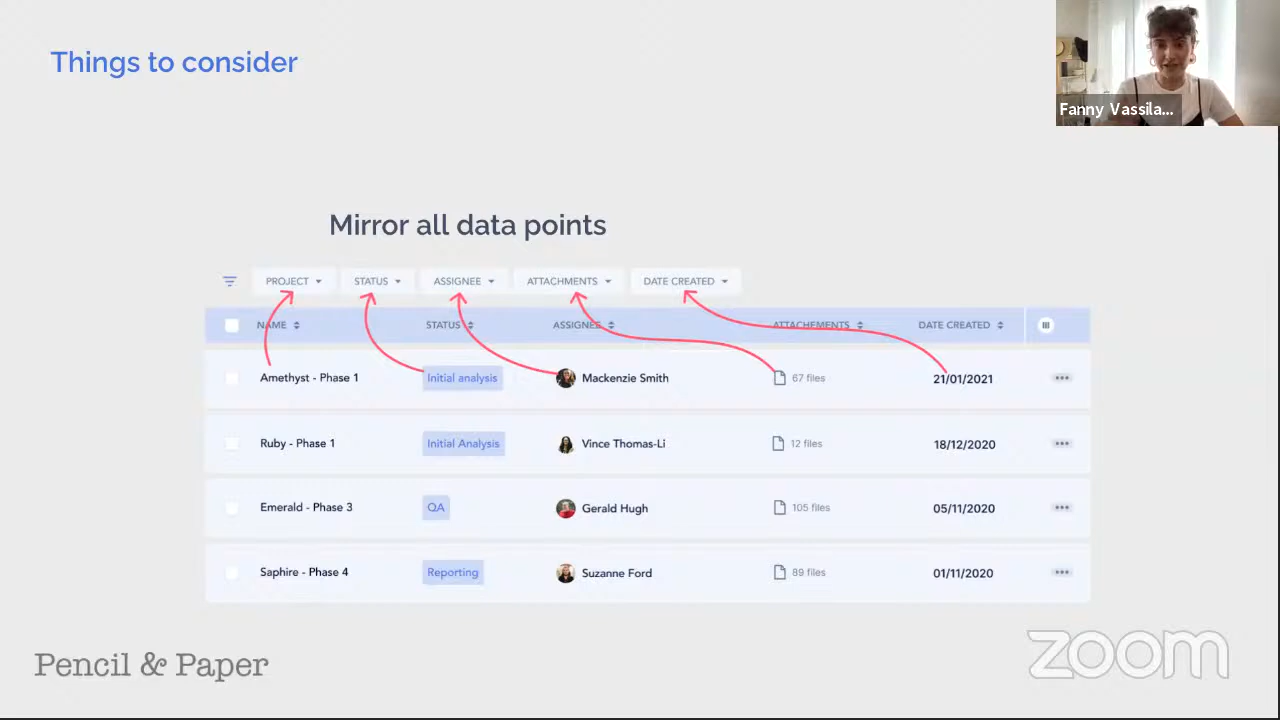 Things to consider
Fanny Vassila...
Mirror all data points
PROJECT STATUS ASSIGNEE ATTACHMENTS DATE CREATED
NAME STATUS ASSIGNEE ATTACHEMENTS DATE CREATED
Amethyst - Phase 1 Initial analysis Mackenzie Smith 67 files 21/01/2021
Ruby - Phase 1 Initial Analysis Vince Thomas-Li 12 files 18/12/2020
Emerald - Phase 3 QA Gerald Hugh 105 files 05/11/2020
Saphire - Phase 4 Reporting Suzanne Ford 89 files 01/11/2020
Pencil & Paper
zoom